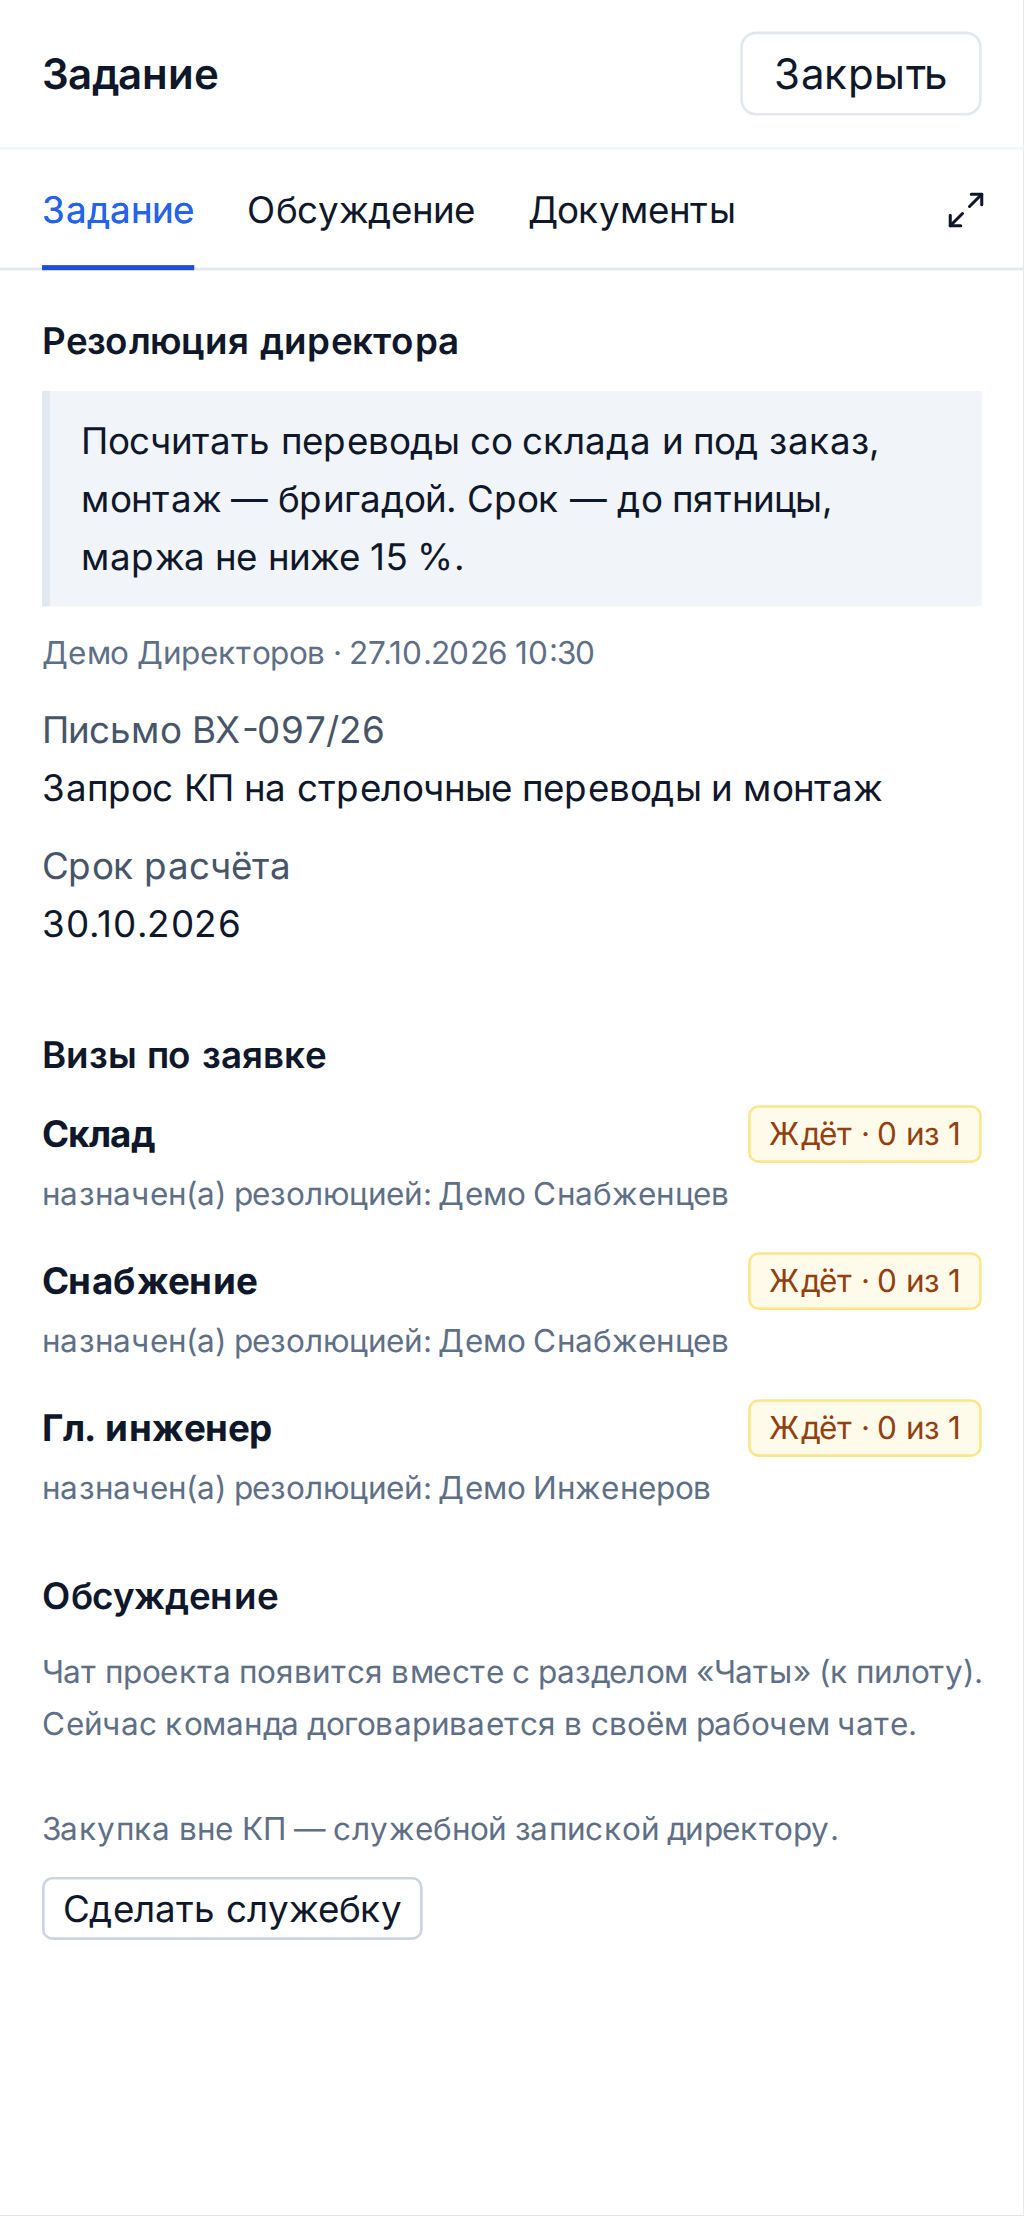 Задание
Закрыть
Задание
Обсуждение
Документы
Резолюция директора
Посчитать переводы со склада и под заказ,
монтаж — бригадой. Срок — до пятницы,
маржа не ниже 15 %.
Демо Директоров · 27.10.2026 10:30
Письмо ВХ-097/26
Запрос КП на стрелочные переводы и монтаж
Срок расчёта
30.10.2026
Визы по заявке
Склад
Ждёт · 0 из 1
назначен(а) резолюцией: Демо Снабженцев
Снабжение
Ждёт · 0 из 1
назначен(а) резолюцией: Демо Снабженцев
Гл. инженер
Ждёт · 0 из 1
назначен(а) резолюцией: Демо Инженеров
Обсуждение
Чат проекта появится вместе с разделом «Чаты» (к пилоту).
Сейчас команда договаривается в своём рабочем чате.
Закупка вне КП — служебной запиской директору.
Сделать служебку